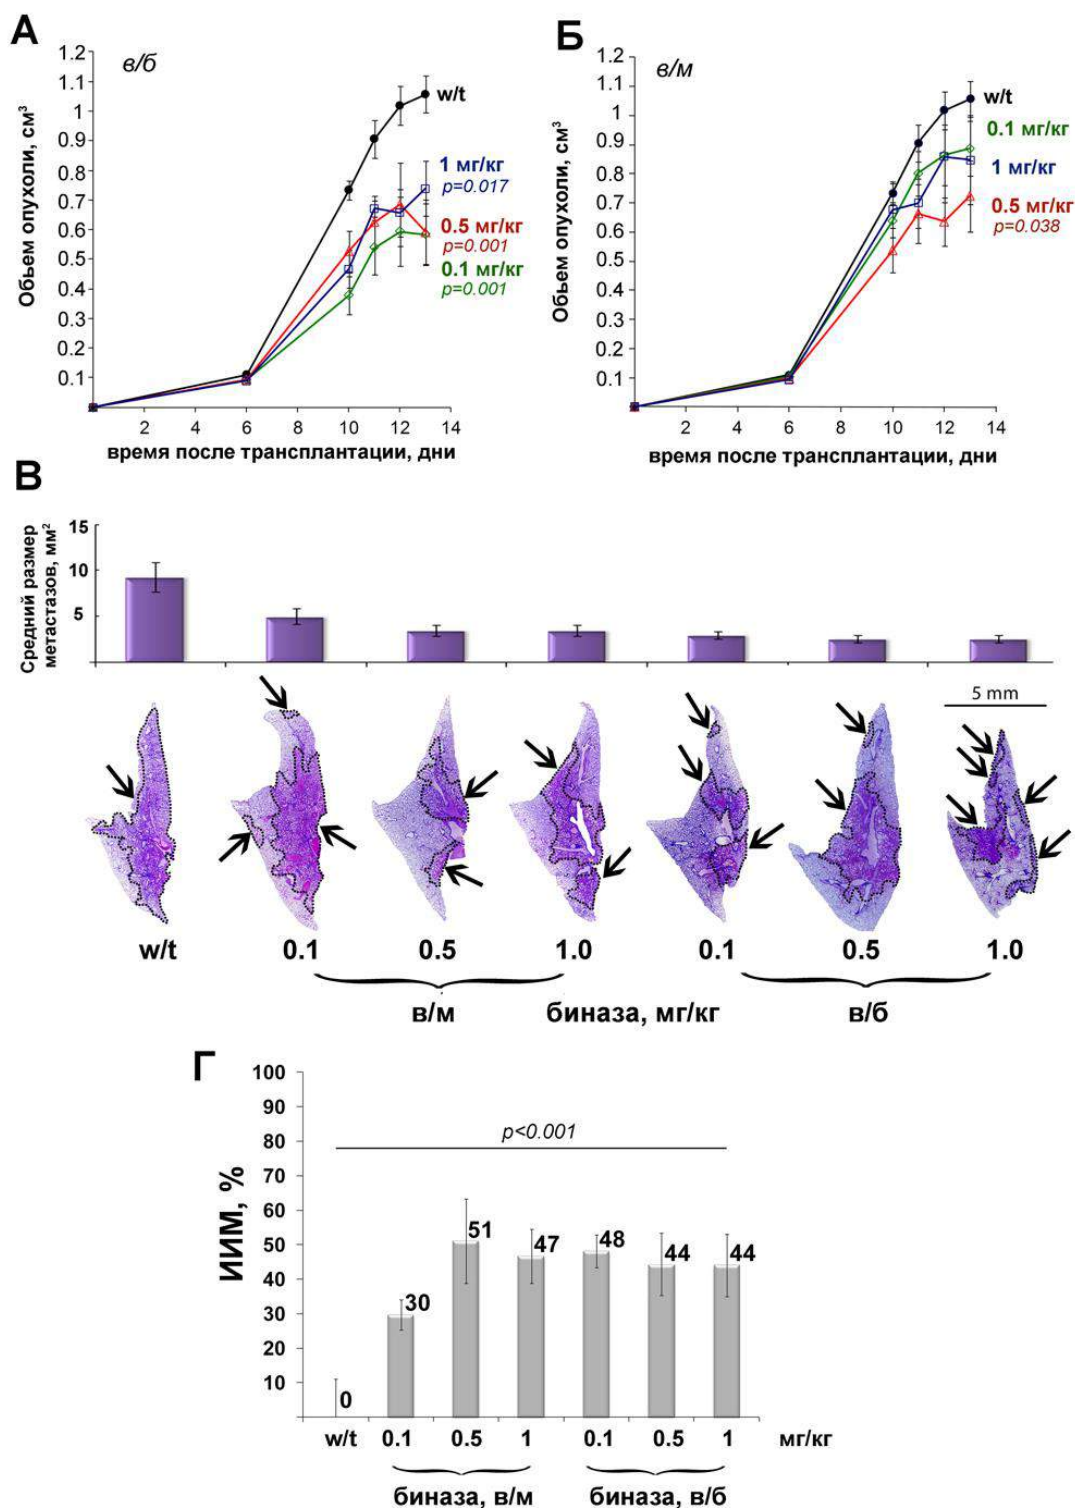 А
в/б
Обьем опухоли, см³
1.2
1.1
1
0.9
0.8
0.7
0.6
0.5
0.4
0.3
0.2
0.1
w/t
1 мг/кг
p=0.017
0.5 мг/кг
p=0.001
0.1 мг/кг
p=0.001
2 4 6 8 10 12 14
время после трансплантации, дни
Б
в/м
Обьем опухоли, см³
1.2
1.1
1
0.9
0.8
0.7
0.6
0.5
0.4
0.3
0.2
0.1
w/t
0.1 мг/кг
1 мг/кг
0.5 мг/кг
p=0.038
0 2 4 6 8 10 12 14
время после трансплантации, дни
В
Средний размер
метастазов, мм²
15
10
5
5 mm
w/t 0.1 0.5 1.0 0.1 0.5 1.0
в/м биназа, мг/кг в/б
Г
ИИМ, %
100
90
80
70
60
50
40
30
20
10
p<0.001
0 30 51 47 48 44 44
w/t 0.1 0.5 1 0.1 0.5 1 мг/кг
биназа, в/м биназа, в/б